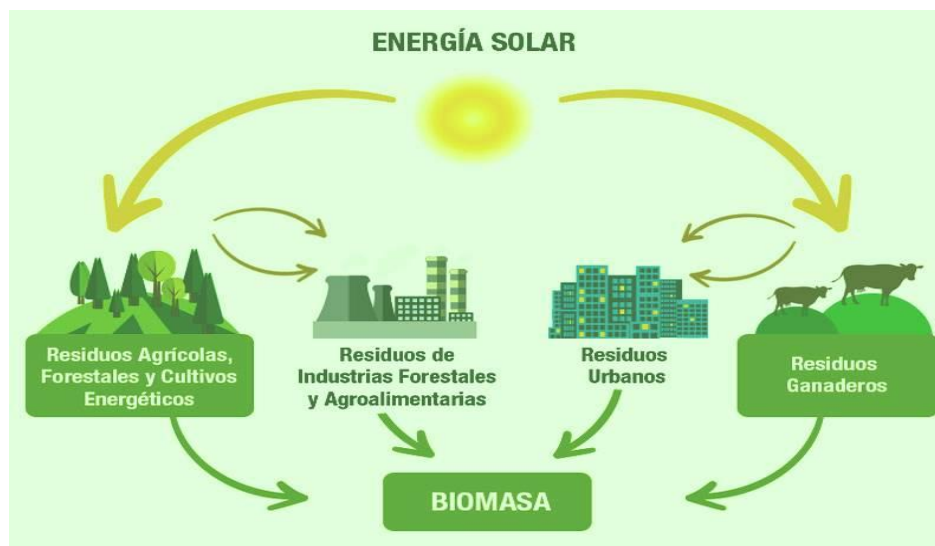 ENERGÍA SOLAR
Residuos Agrícolas,
Forestales y Cultivos
Energéticos
Residuos de
Industrias Forestales
y Agroalimentarias
Residuos
Urbanos
Residuos
Ganaderos
BIOMASA